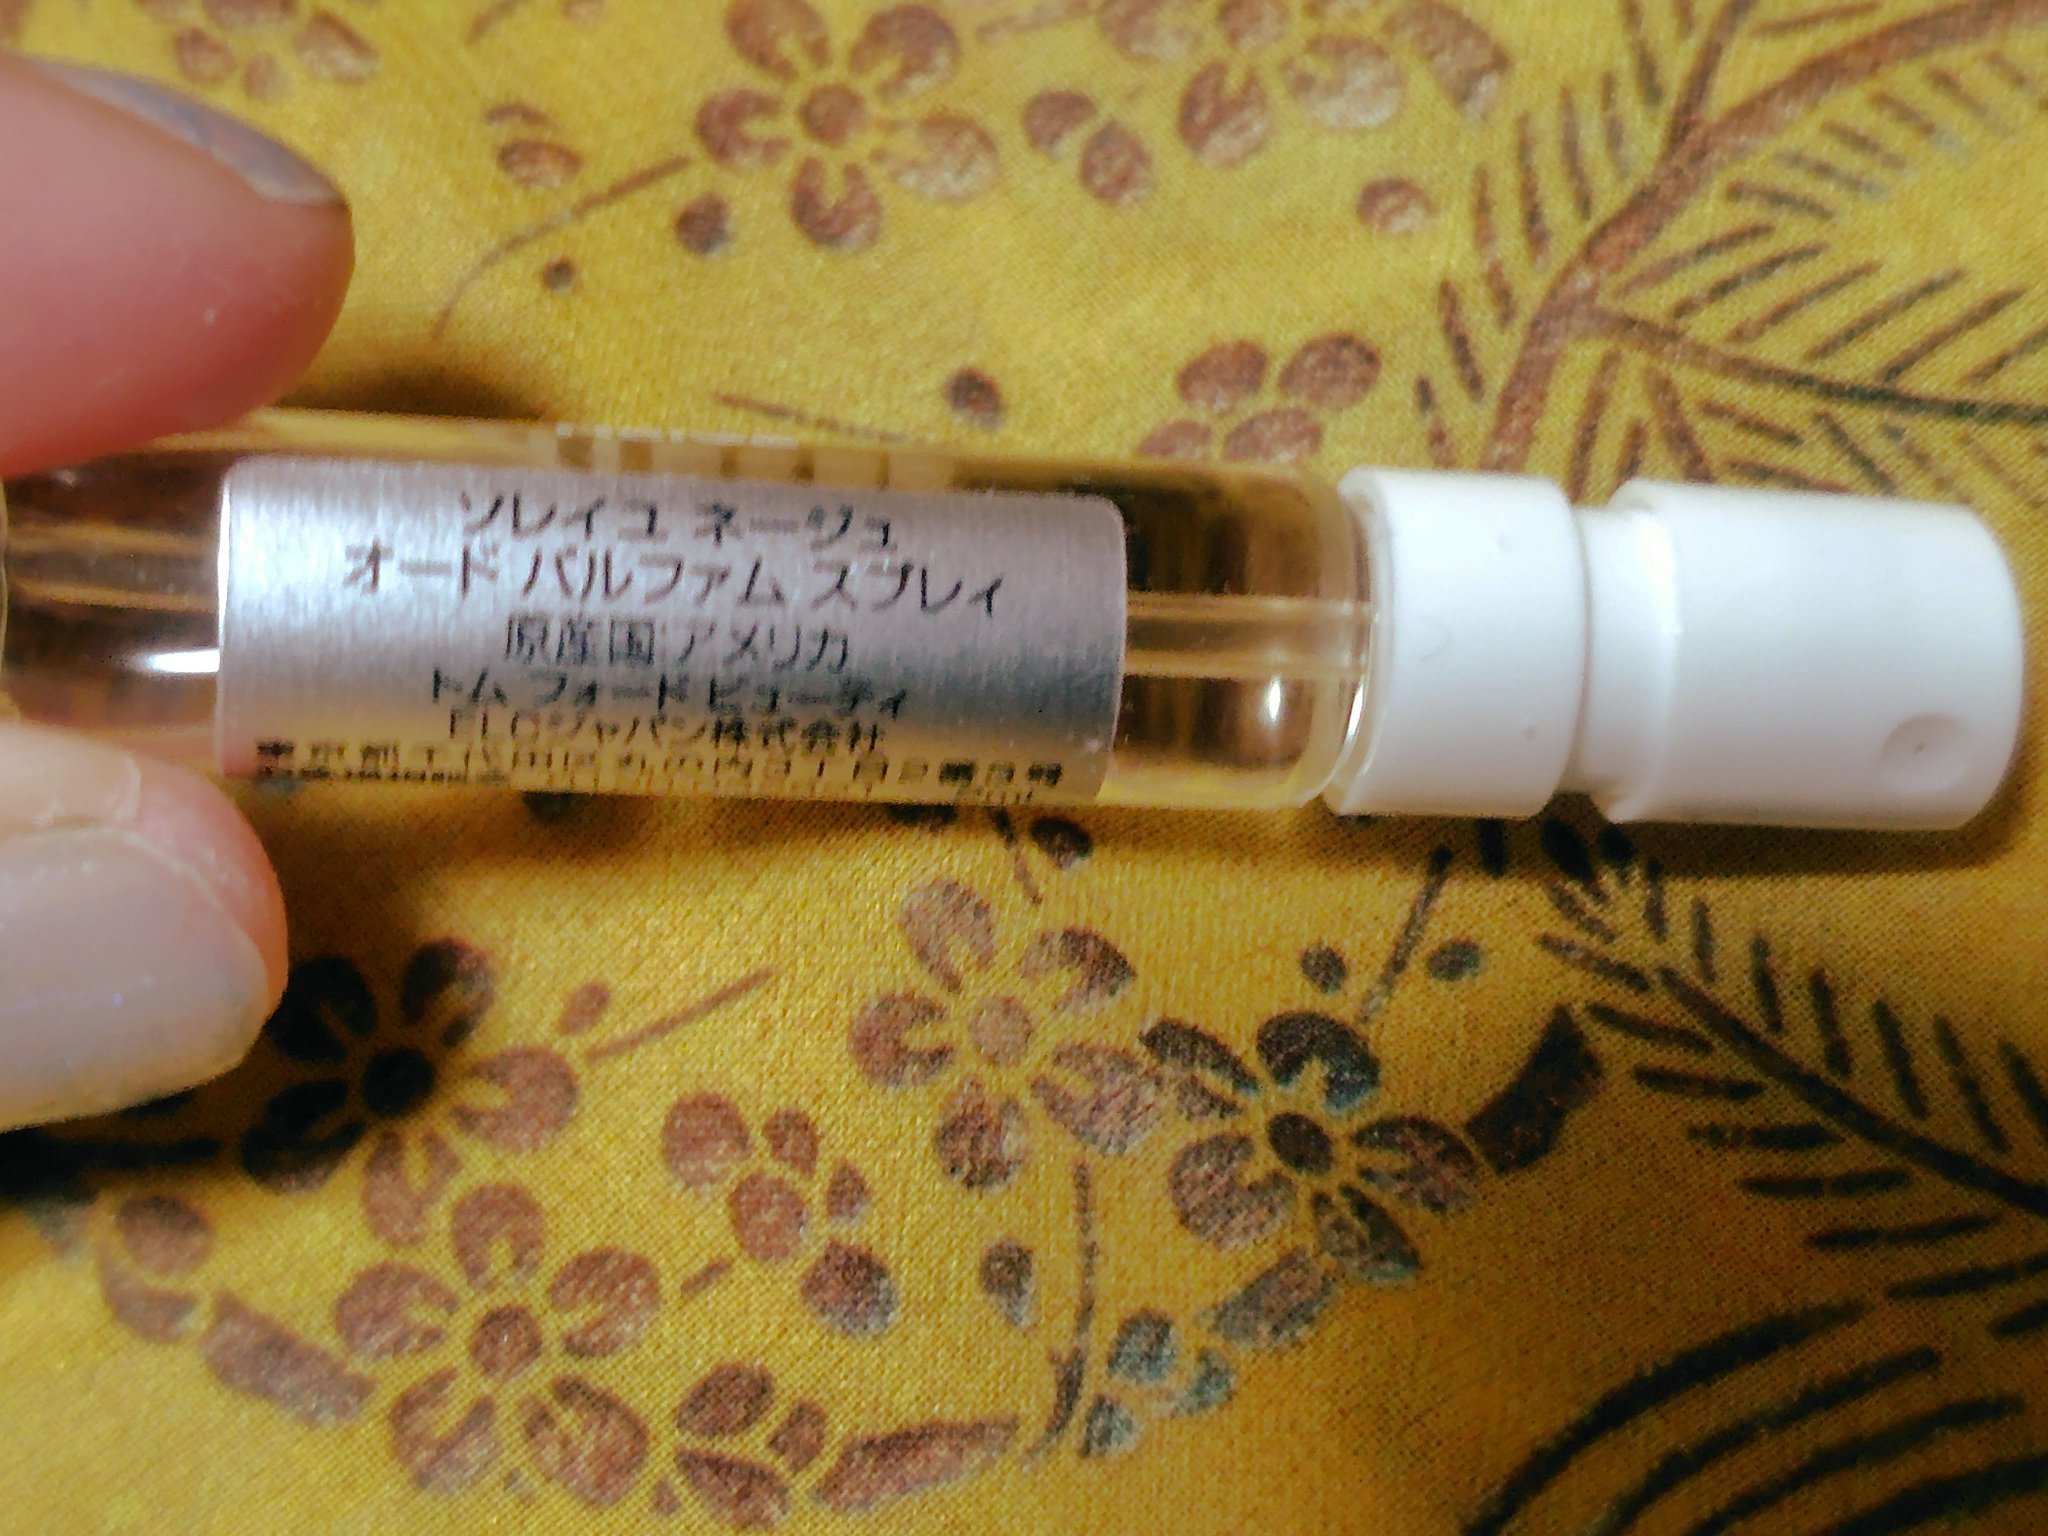 ソレイユ ネージュ
オード パルファム スプレィ
原産国:アメリカ
トム フォード ビューティ
ELCジャパン株式会社